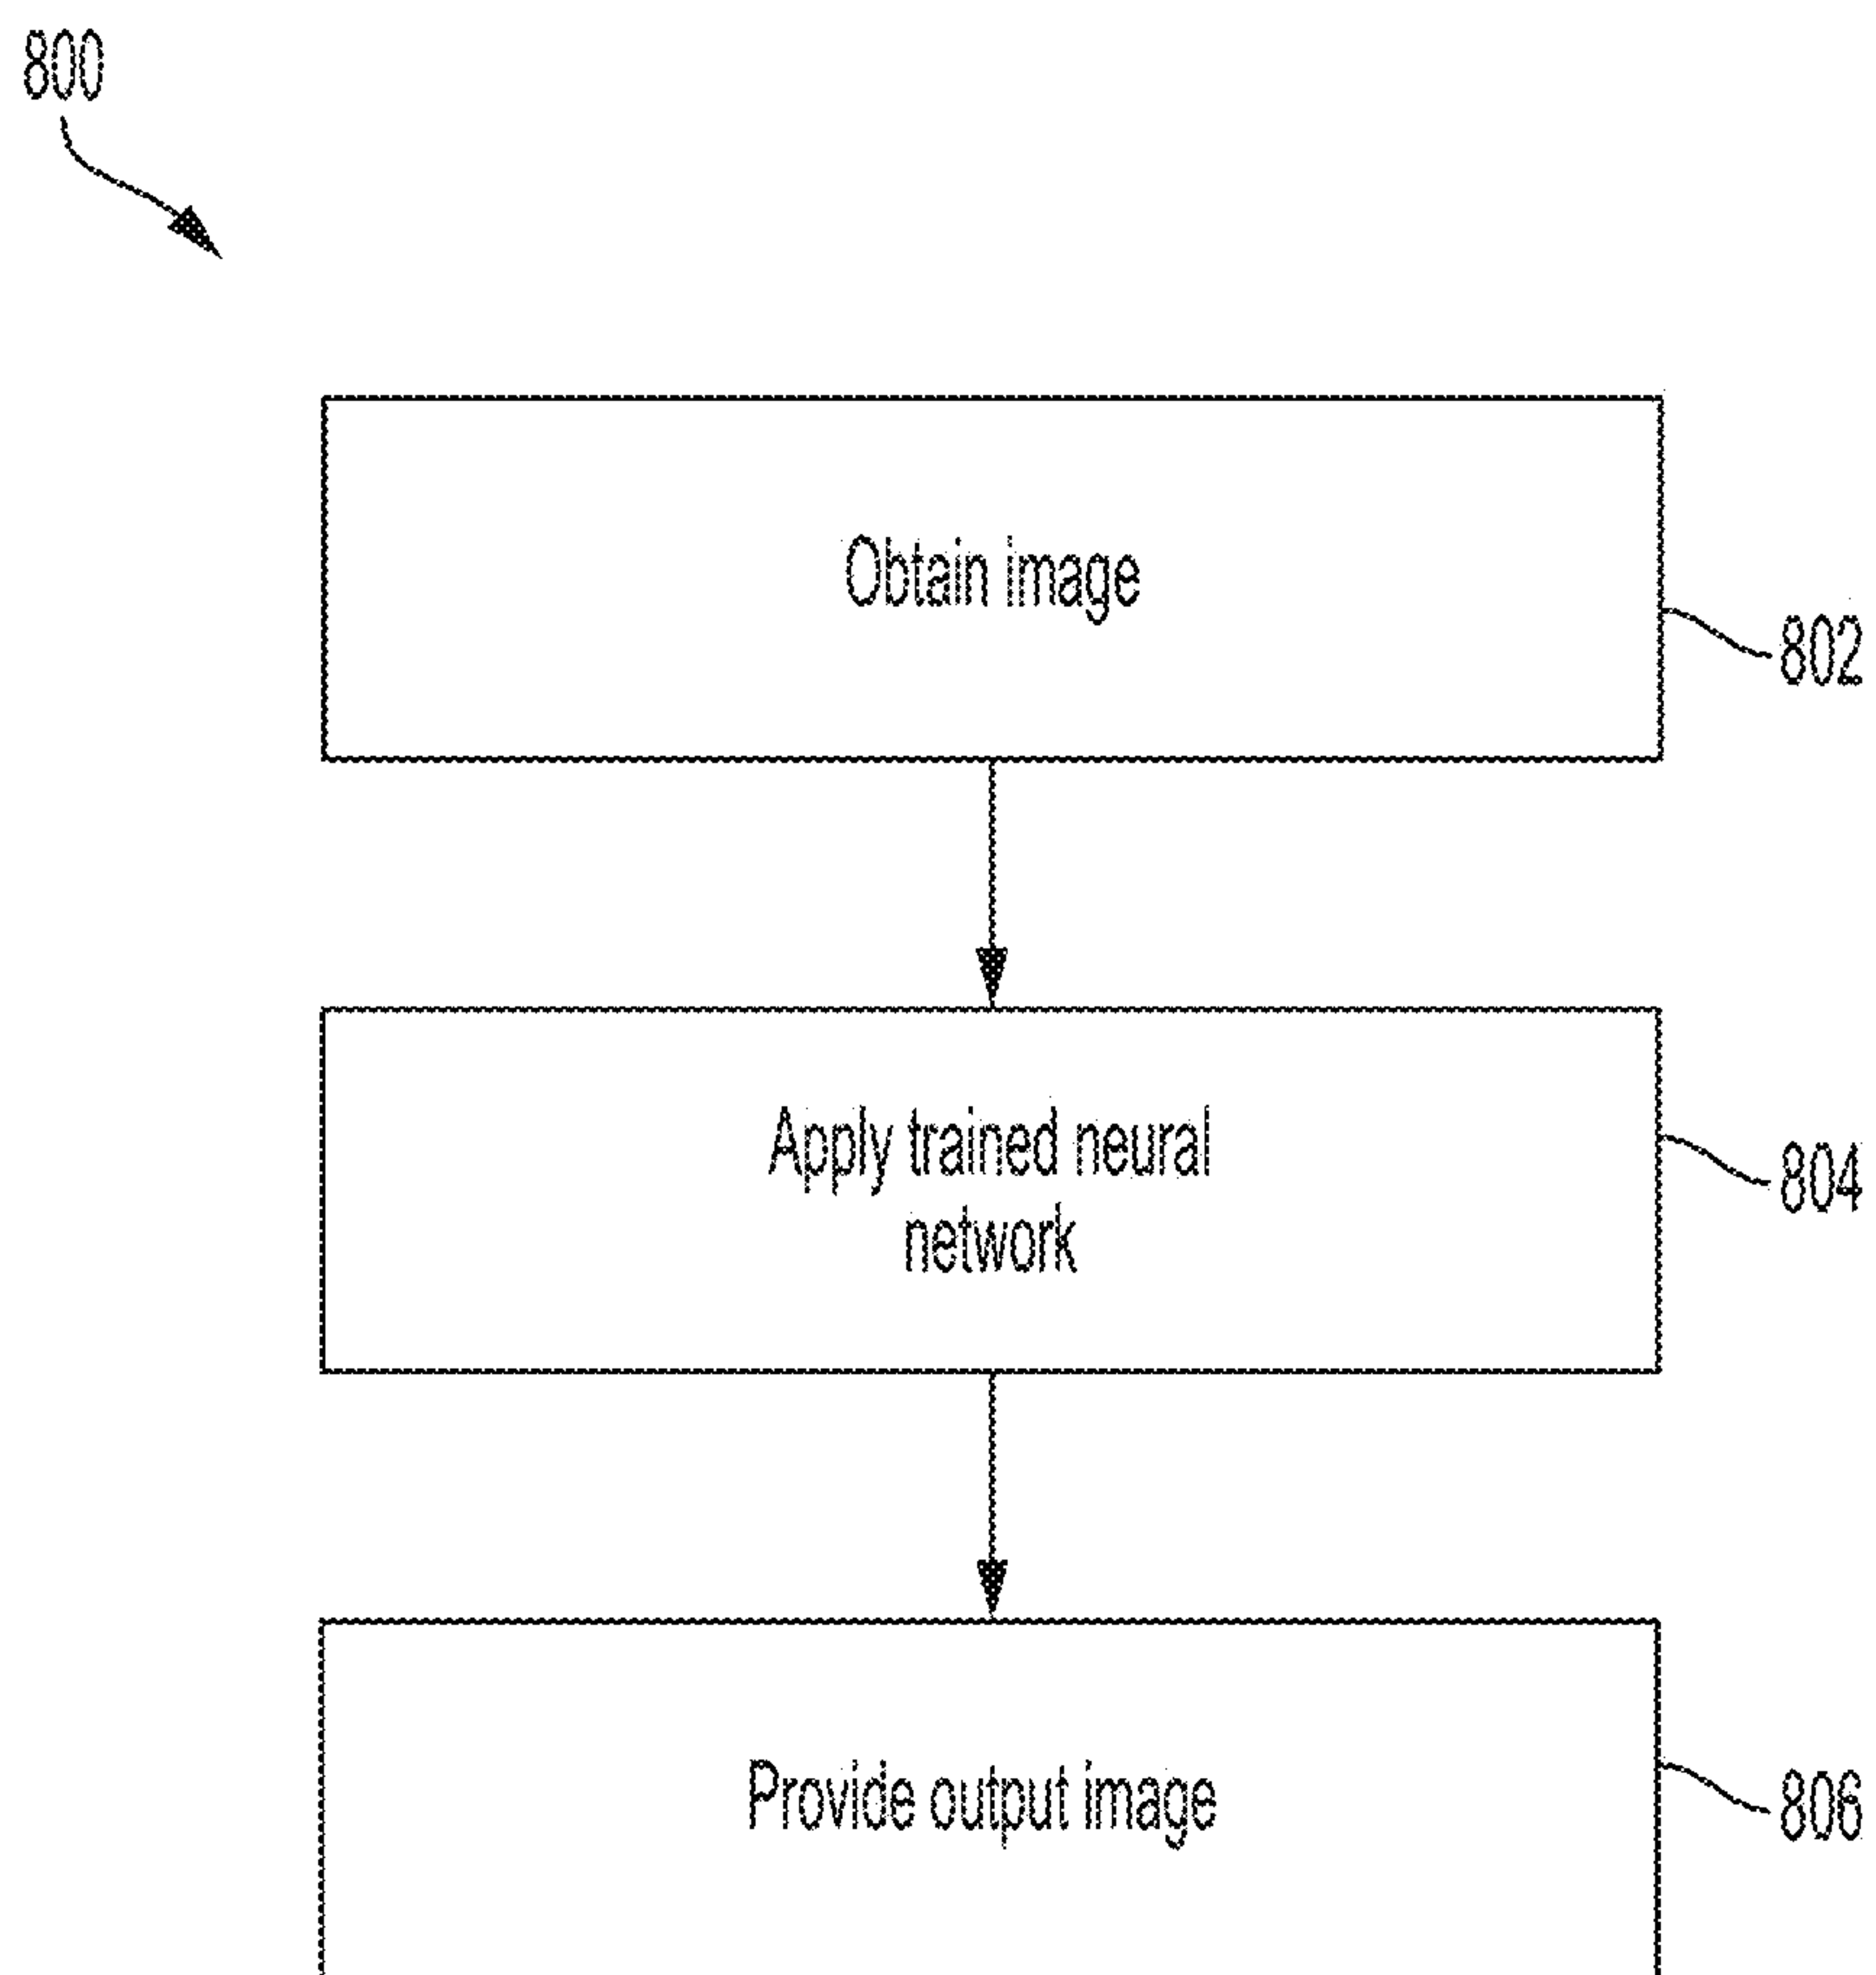 800
Obtain image
802
Apply trained neural
network
804
Provide output image
806